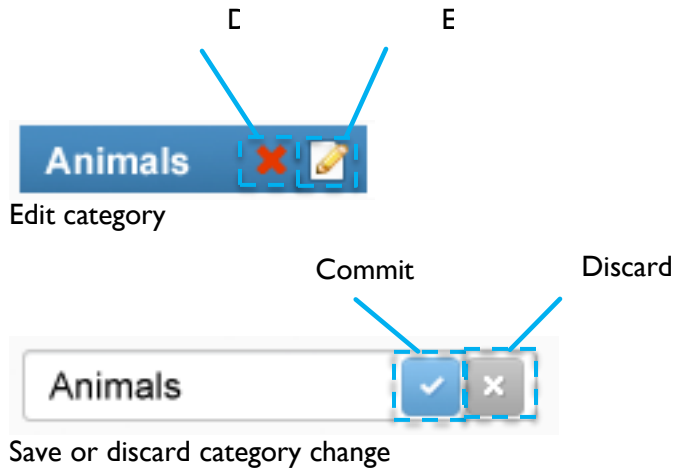 Animals
Edit category
Commit
Discard
Animals
Save or discard category change